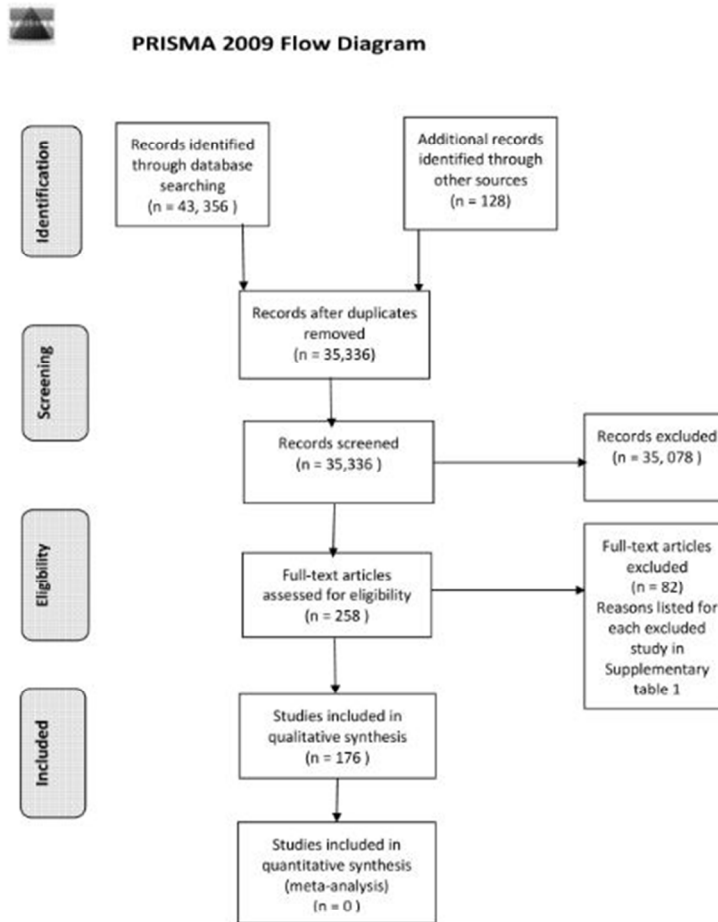 PRISMA 2009 Flow Diagram
Identification
Records identified
through database
searching
(n = 43, 356 )
Additional records
identified through
other sources
(n = 128)
Records after duplicates
removed
(n = 35,336)
Screening
Records screened
(n = 35,336 )
Records excluded
(n = 35, 078 )
Eligibility
Full-text articles
assessed for eligibility
(n = 258 )
Full-text articles
excluded
(n = 82)
Reasons listed for
each excluded
study in
Supplementary
table 1
Included
Studies included in
qualitative synthesis
(n = 176 )
Studies included in
quantitative synthesis
(meta-analysis)
(n = 0 )